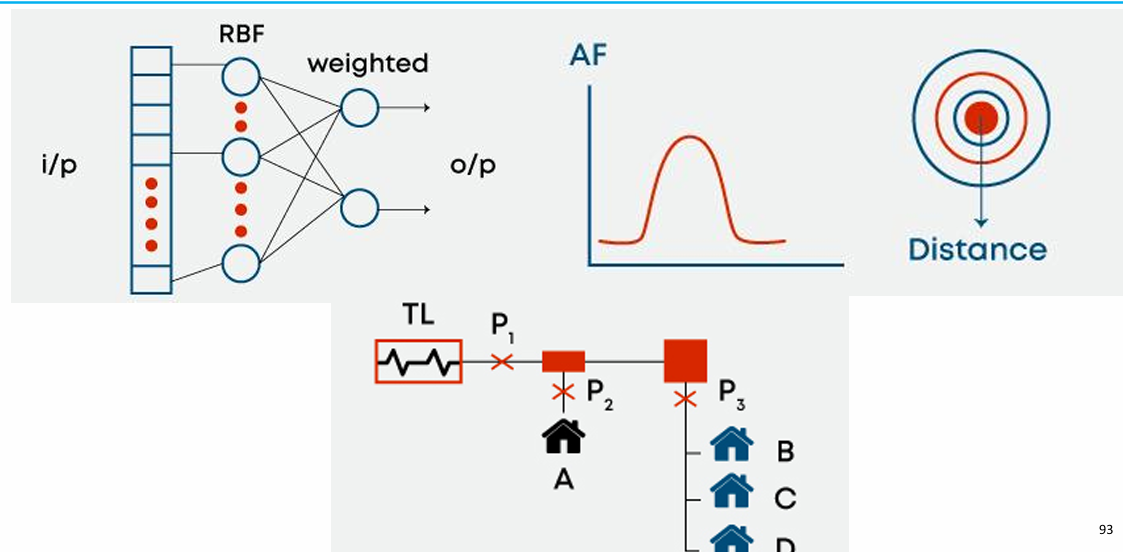 RBF
weighted
i/p
o/p
AF
Distance
TL
P1
P2
P3
A
B
C
D
93